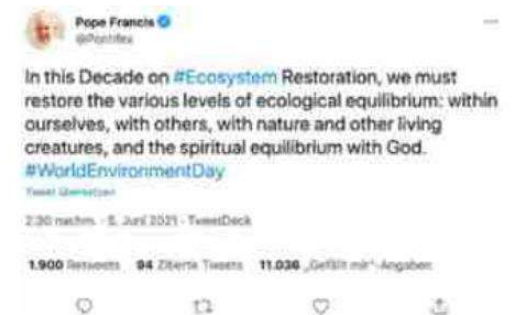 Pope Francis
@Pontifex
In this Decade on #Ecosystem Restoration, we must
restore the various levels of ecological equilibrium: within
ourselves, with others, with nature and other living
creatures, and the spiritual equilibrium with God.
#WorldEnvironmentDay
Tweet übersetzen
2:30 nachm. · 5. Juni 2021 · TweetDeck
1.900 Retweets 94 Zitierte Tweets 11.036 „Gefällt mir“-Angaben